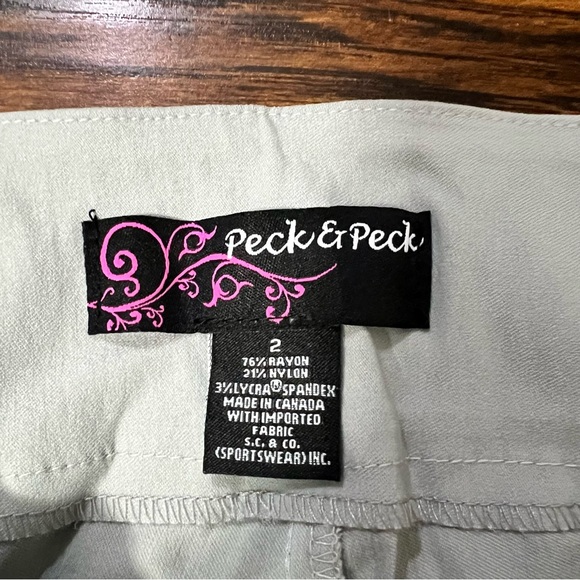 Peck & Peck
2
76% RAYON
21% NYLON
3% LYCRA® SPANDEX
MADE IN CANADA
WITH IMPORTED
FABRIC
S.C. & CO.
(SPORTSWEAR) INC.